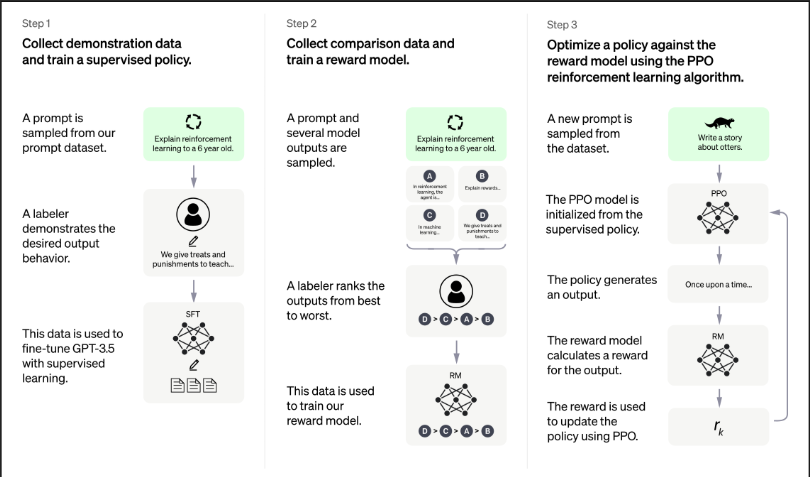 Step 1
Collect demonstration data
and train a supervised policy.
A prompt is
sampled from our
prompt dataset.
Explain reinforcement
learning to a 6 year old.
A labeler
demonstrates the
desired output
behavior.
We give treats and
punishments to teach...
This data is used to
fine-tune GPT-3.5
with supervised
learning.
SFT
Step 2
Collect comparison data and
train a reward model.
A prompt and
several model
outputs are
sampled.
Explain reinforcement
learning to a 6 year old.
A
In reinforcement
learning, the
agent is...
B
Explain rewards...
C
In machine
learning...
D
We give treats and
punishments to
teach...
A labeler ranks the
outputs from best
to worst.
D > C > A > B
This data is used
to train our
reward model.
RM
D > C > A > B
Step 3
Optimize a policy against the
reward model using the PPO
reinforcement learning algorithm.
A new prompt is
sampled from
the dataset.
Write a story
about otters.
The PPO model is
initialized from the
supervised policy.
PPO
The policy generates
an output.
Once upon a time...
The reward model
calculates a reward
for the output.
RM
The reward is used
to update the
policy using PPO.
rk